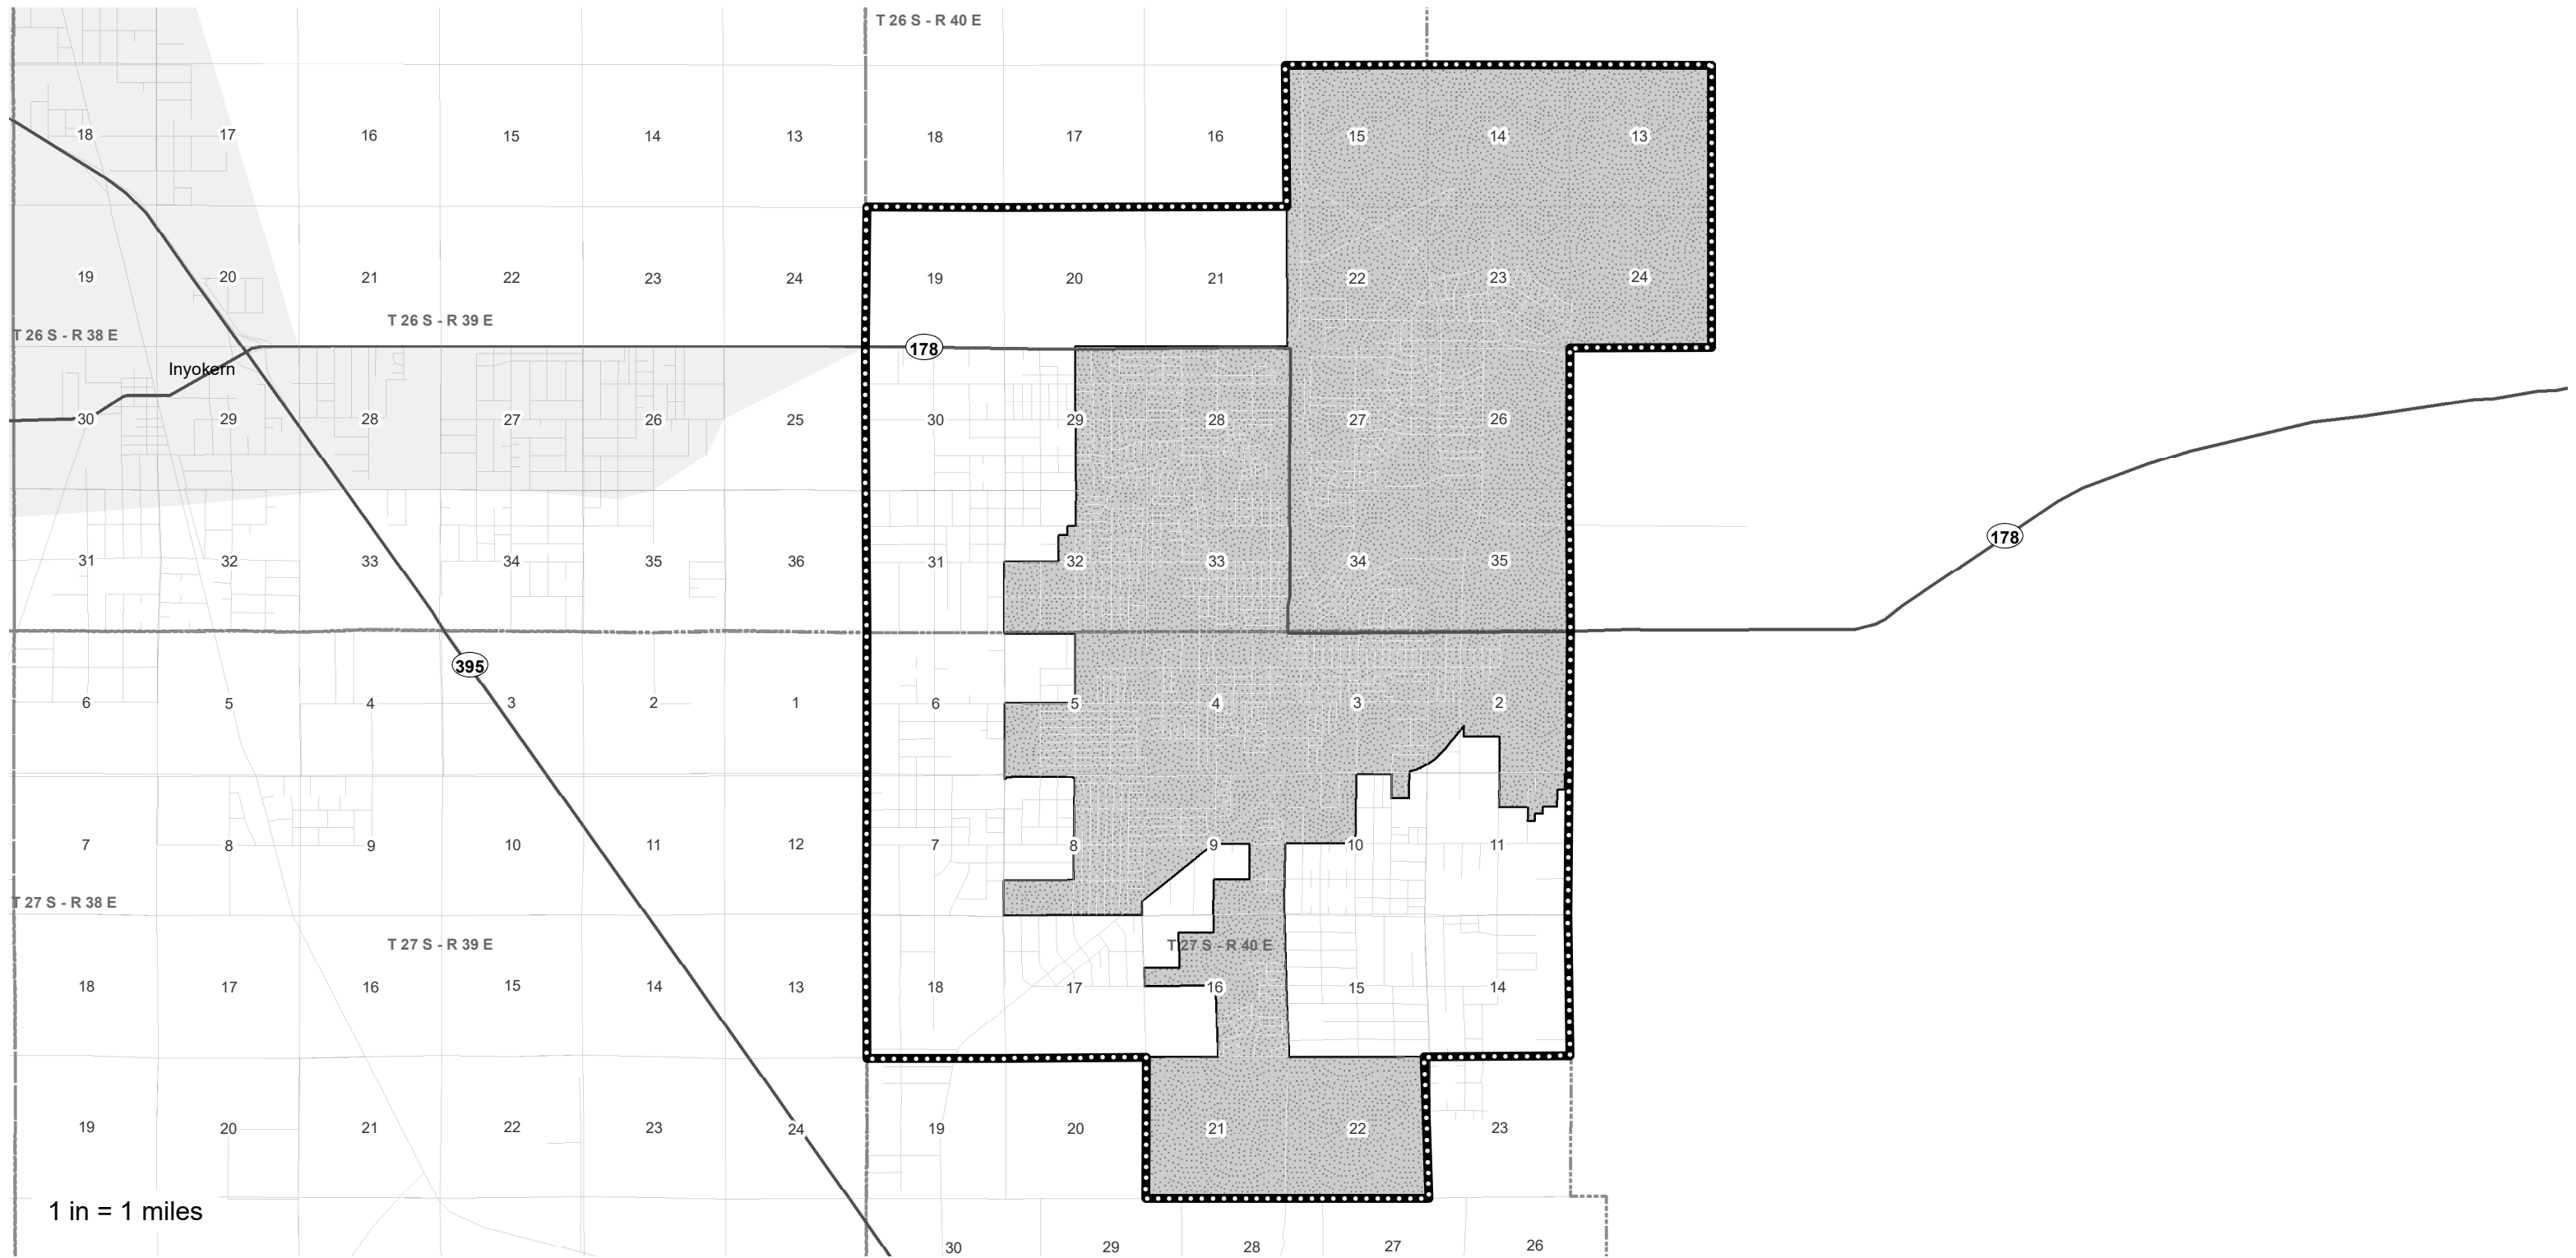 T 26 S - R 40 E
18 17 16 15 14 13 18 17 16 15 14 13
19 20 21 22 23 24 19 20 21 22 23 24
T 26 S - R 39 E
T 26 S - R 38 E
178 178
Inyokern
30 29 28 27 26 25 30 29 28 27 26
178
31 32 33 34 35 36 31 32 33 34 35
395
6 5 4 3 2 1 6 5 4 3 2
7 8 9 10 11 12 7 8 9 10 11
T 27 S - R 38 E
T 27 S - R 39 E T 27 S - R 40 E
18 17 16 15 14 13 18 17 16 15 14
19 20 21 22 23 24 19 20 21 22 23
1 in = 1 miles
30 29 28 27 26